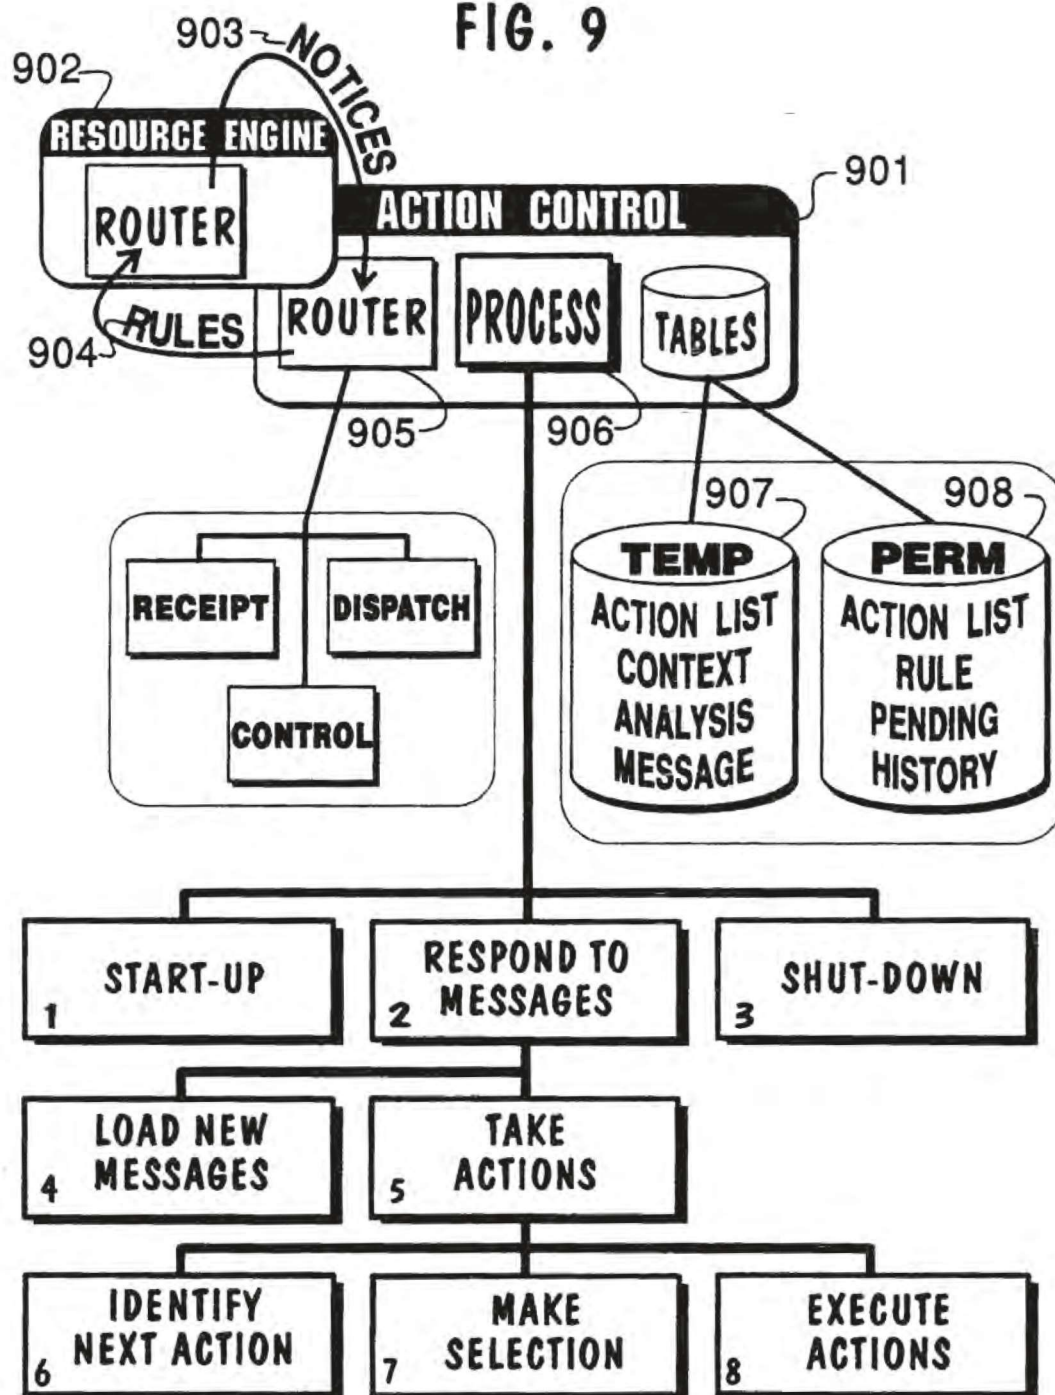 FIG. 9
903
NOTICES
902
RESOURCE ENGINE
901
ROUTER
ACTION CONTROL
RULES
904
ROUTER
PROCESS
TABLES
905
906
907
908
RECEIPT
DISPATCH
CONTROL
TEMP
ACTION LIST
CONTEXT
ANALYSIS
MESSAGE
PERM
ACTION LIST
RULE
PENDING
HISTORY
START-UP
1
RESPOND TO
2 MESSAGES
SHUT-DOWN
3
LOAD NEW
4 MESSAGES
TAKE
5 ACTIONS
IDENTIFY
6 NEXT ACTION
MAKE
7 SELECTION
EXECUTE
8 ACTIONS